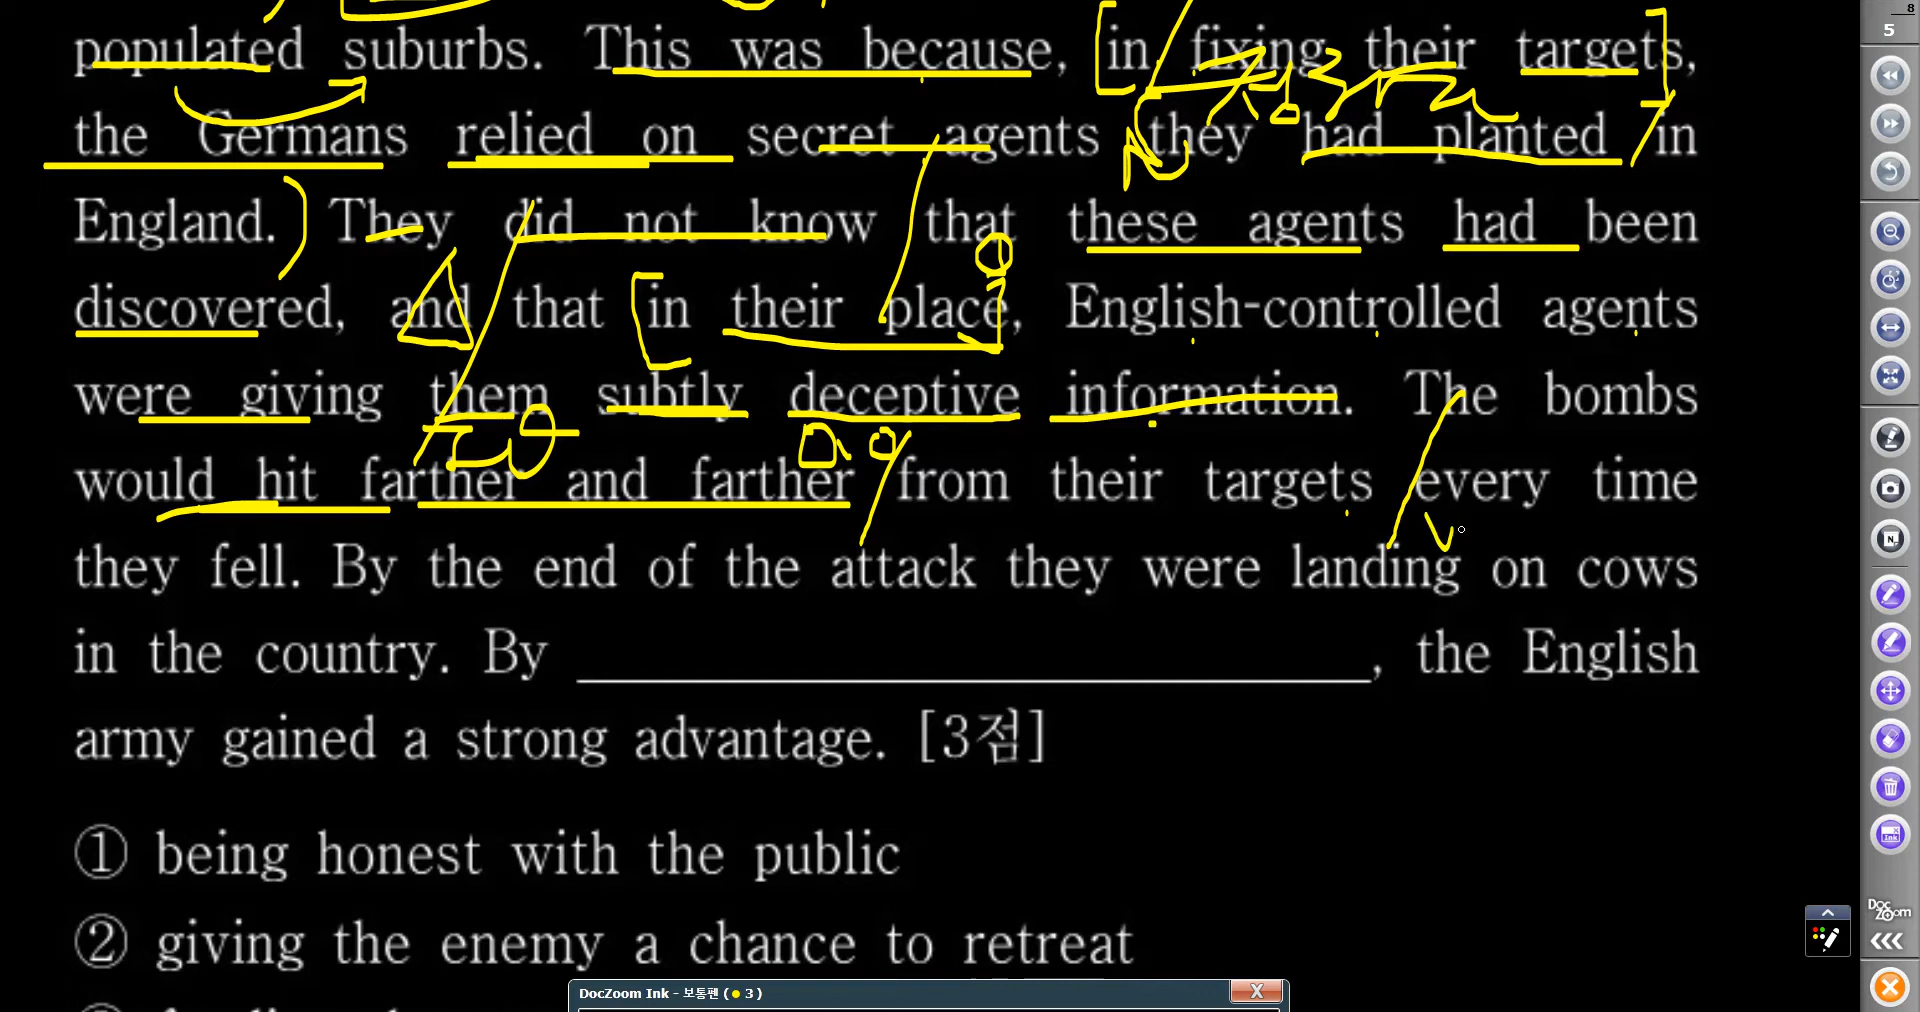 8
5
populated suburbs. This was because, in fixing their targets,
the Germans relied on secret agents they had planted in
England. They did not know that these agents had been
discovered, and that in their place, English-controlled agents
were giving them subtly deceptive information. The bombs
would hit farther and farther from their targets every time
they fell. By the end of the attack they were landing on cows
in the country. By ______________, the English
army gained a strong advantage. [3점]
① being honest with the public
② giving the enemy a chance to retreat
DocZoom Ink - 보통펜 ( 3 )
Doc
Zoom